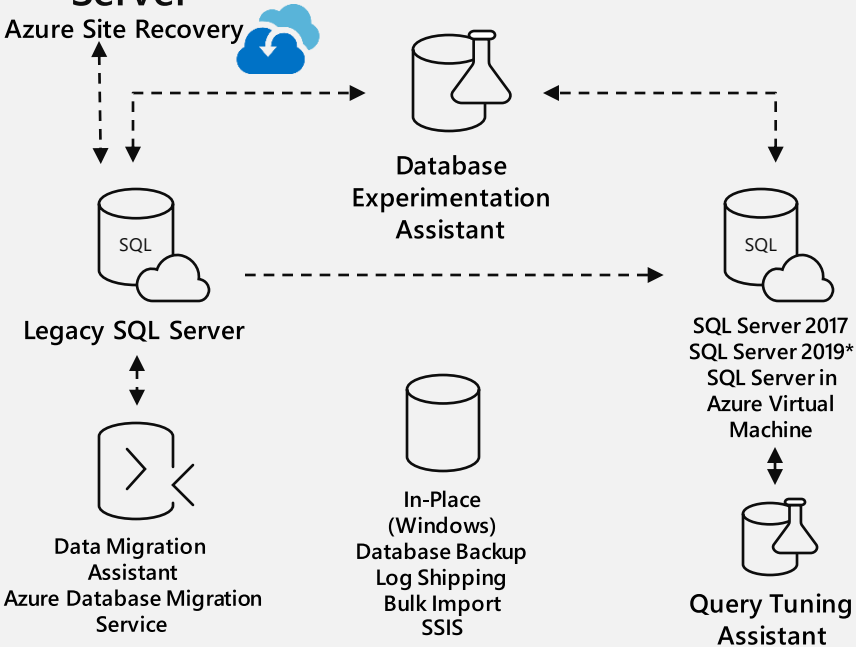 Server
Azure Site Recovery
Database
Experimentation
Assistant
SQL
Legacy SQL Server
SQL
SQL Server 2017
SQL Server 2019*
SQL Server in
Azure Virtual
Machine
Data Migration
Assistant
Azure Database Migration
Service
In-Place
(Windows)
Database Backup
Log Shipping
Bulk Import
SSIS
Query Tuning
Assistant